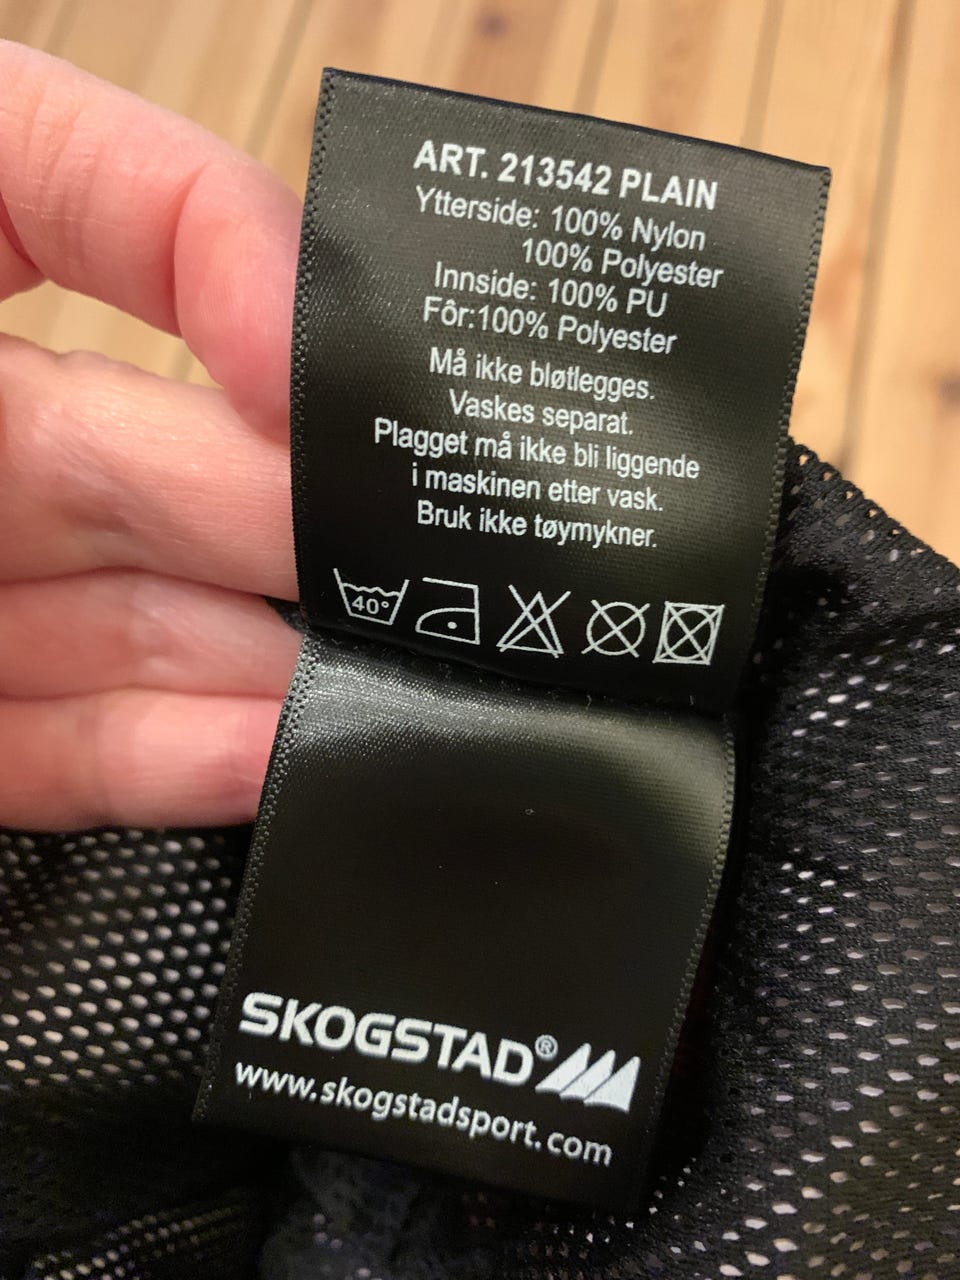 ART. 213542 PLAIN
Ytterside: 100% Nylon
100% Polyester
Innside: 100% PU
Fôr:100% Polyester
Må ikke bløtlegges.
Vaskes separat.
Plagget må ikke bli liggende
i maskinen etter vask.
Bruk ikke tøymykner.
40°
SKOGSTAD®
www.skogstadsport.com